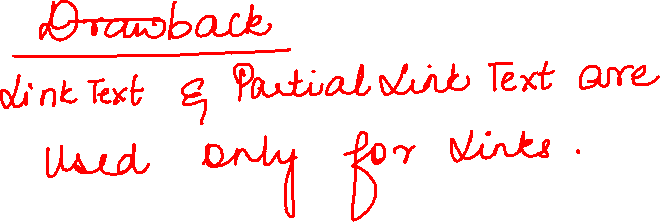 Drawback
Link Text & Partial Link Text are
Used only for Links.